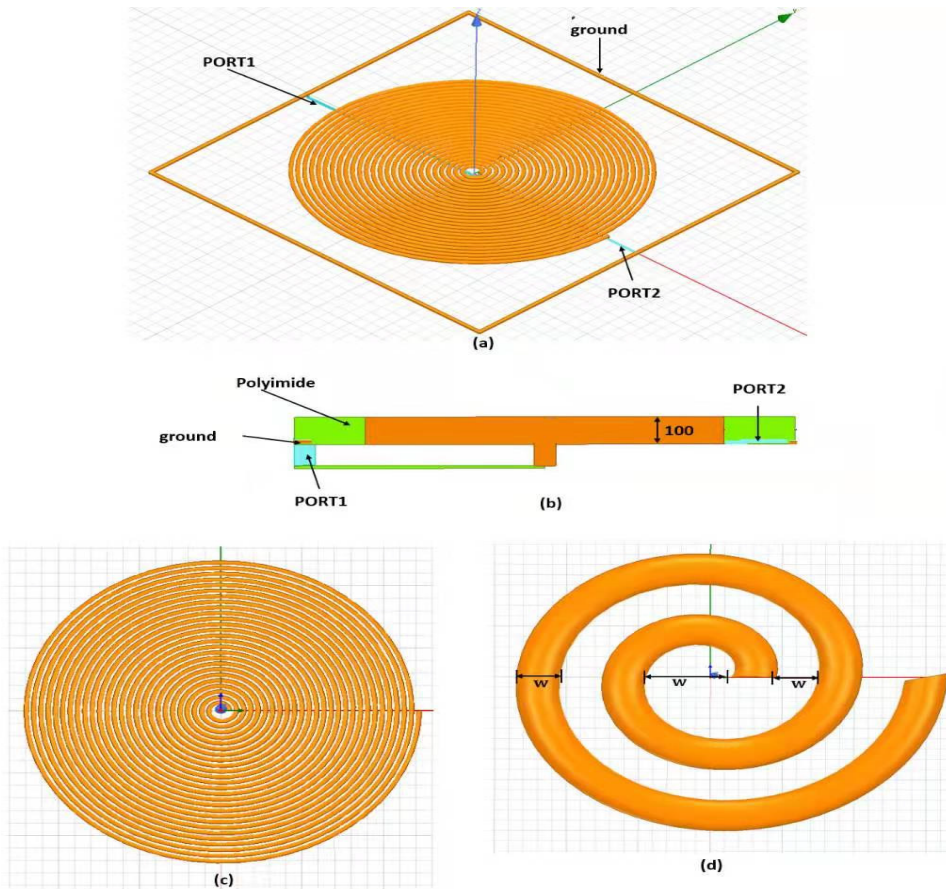 ground
PORT1
PORT2
(a)
Polyimide
PORT2
ground
100
PORT1
(b)
w
w
w
(c)
(d)